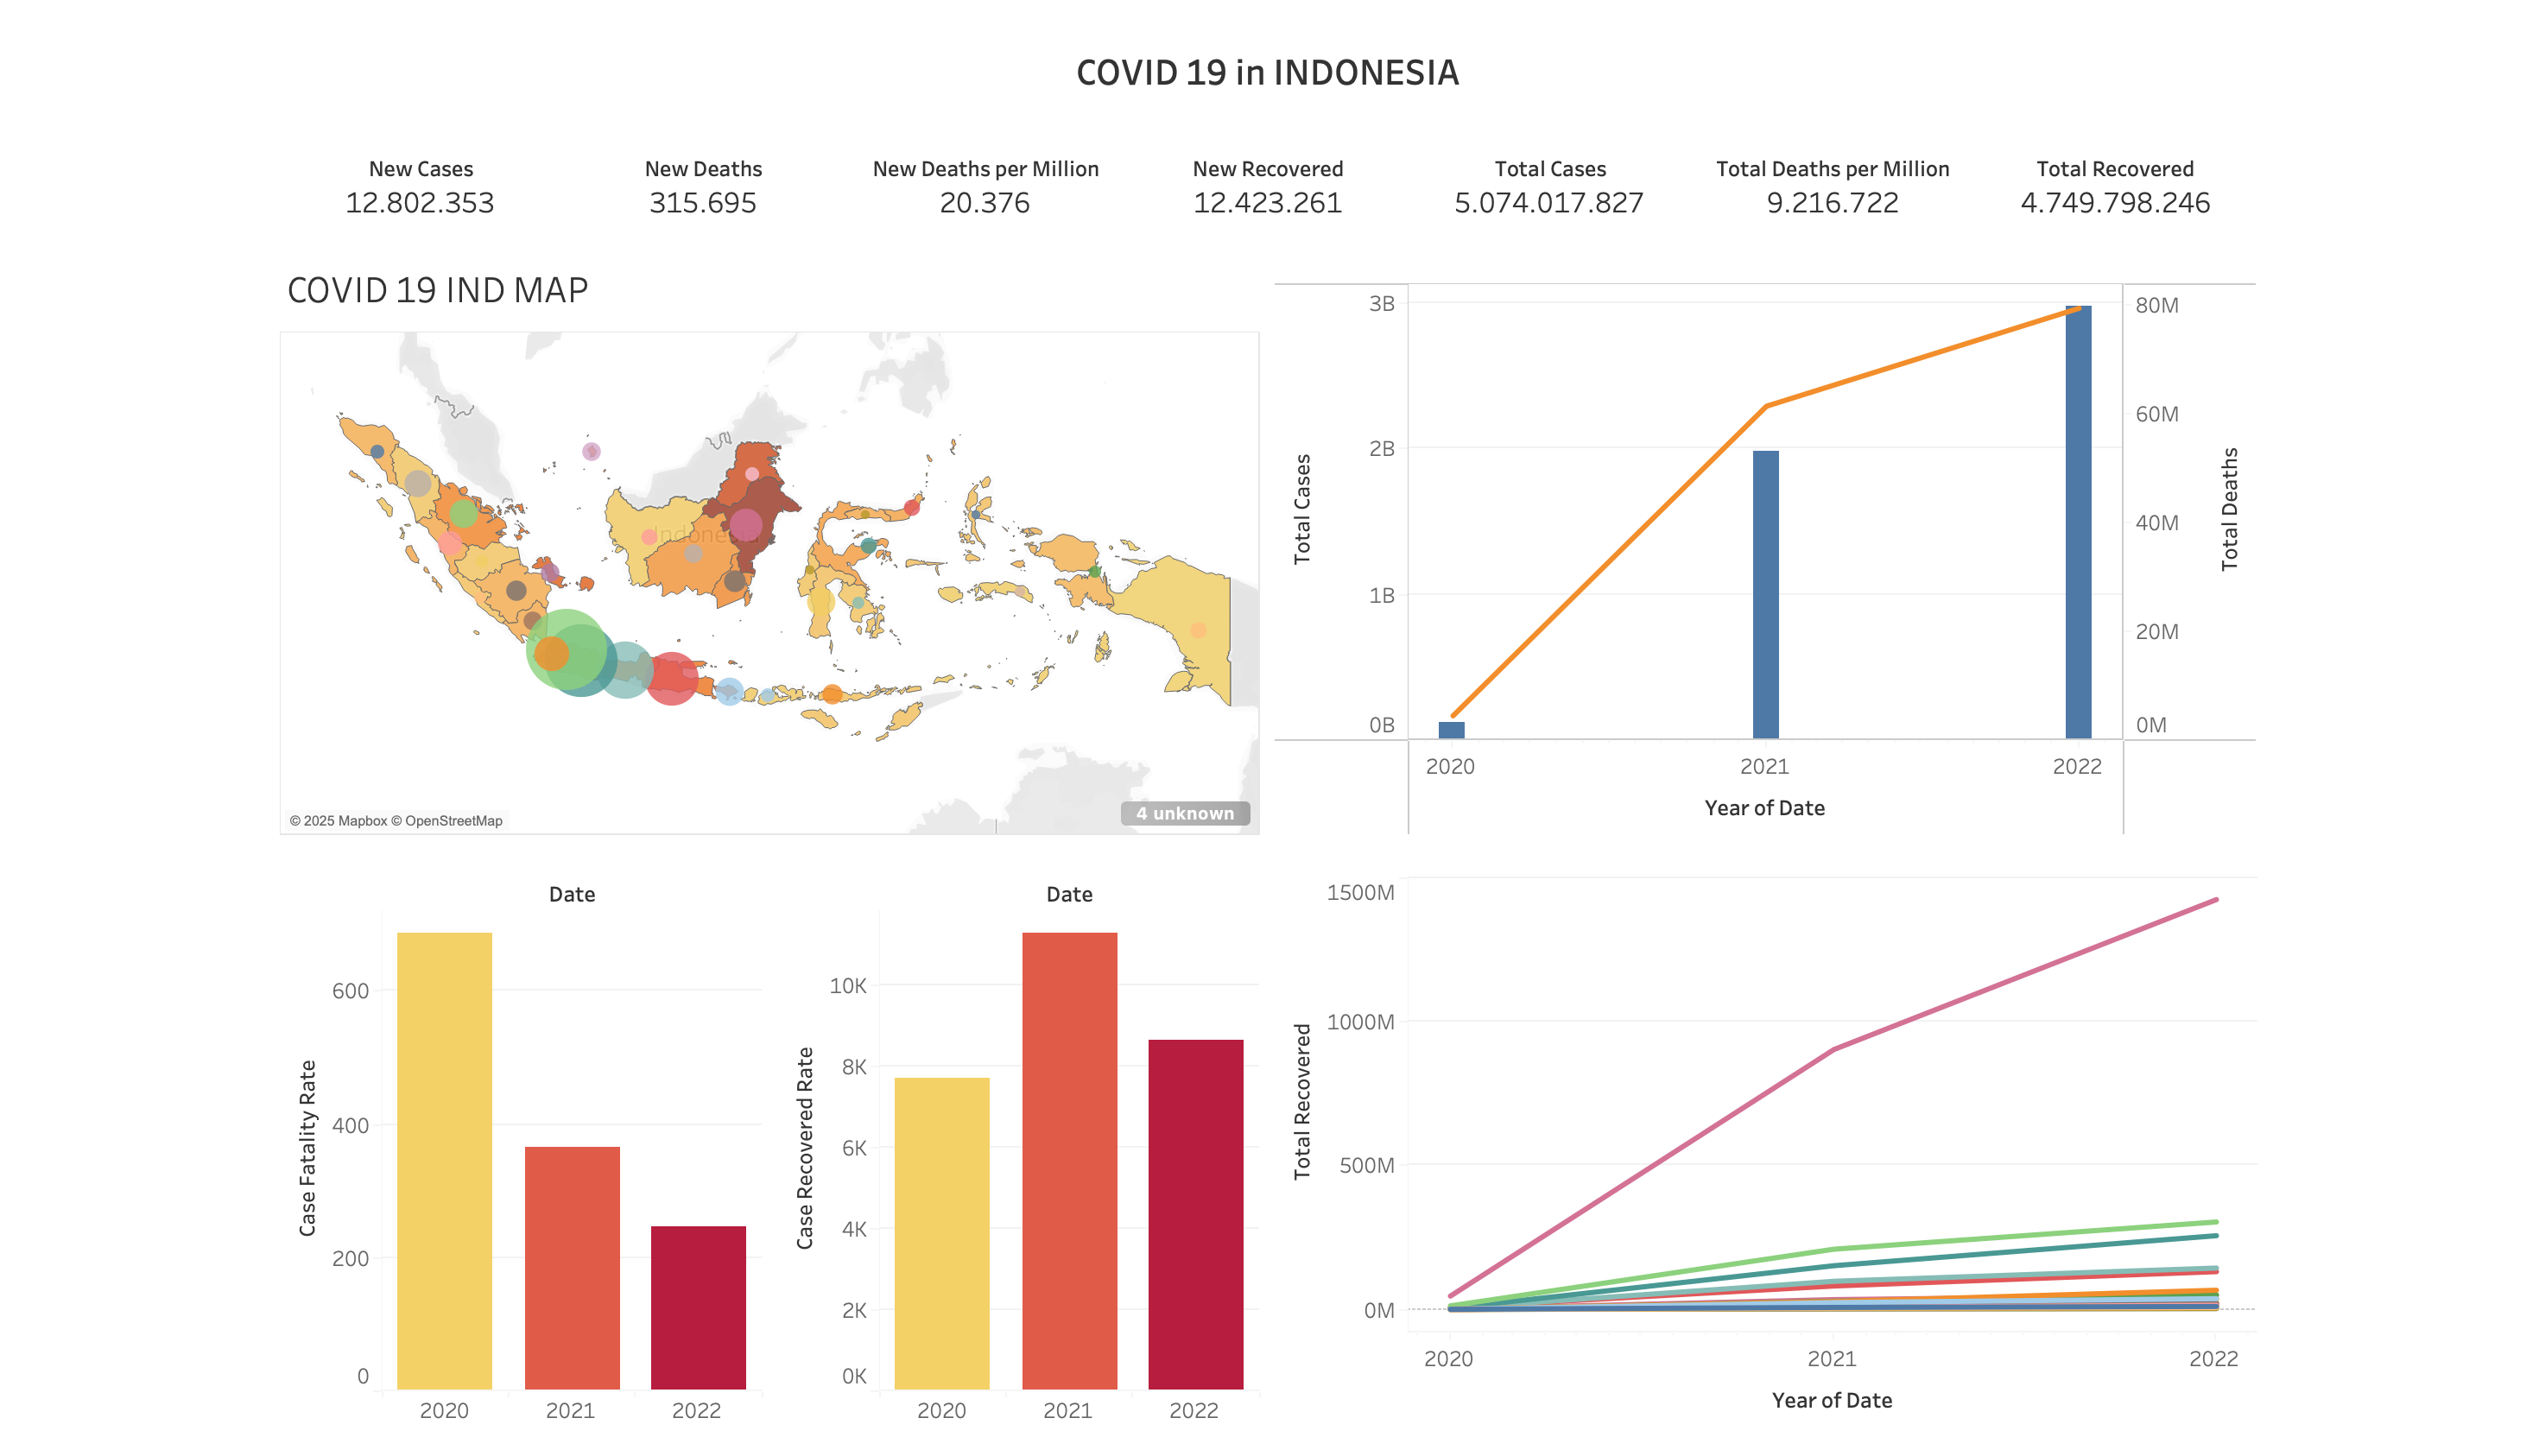 COVID 19 in INDONESIA
New Cases
12.802.353
New Deaths
315.695
New Deaths per Million
20.376
New Recovered
12.423.261
Total Cases
5.074.017.827
Total Deaths per Million
9.216.722
Total Recovered
4.749.798.246
COVID 19 IND MAP
Indonesia
© 2025 Mapbox © OpenStreetMap
4 unknown
Total Cases
3B
2B
1B
0B
80M
60M
40M
20M
0M
Total Deaths
2020
2021
2022
Year of Date
Date
Case Fatality Rate
600
400
200
0
2020
2021
2022
Date
Case Recovered Rate
10K
8K
6K
4K
2K
0K
2020
2021
2022
Total Recovered
1500M
1000M
500M
0M
2020
2021
2022
Year of Date